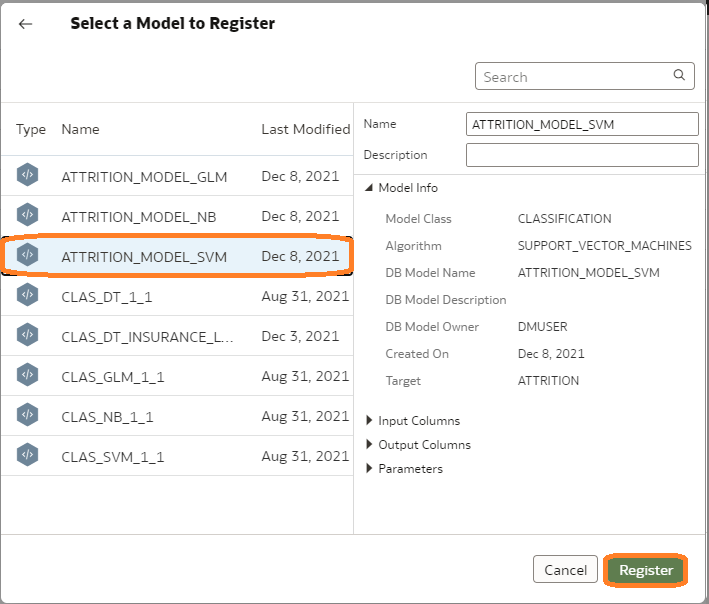 Select a Model to Register
Search
Type Name Last Modified
ATTRITION_MODEL_GLM Dec 8, 2021
ATTRITION_MODEL_NB Dec 8, 2021
ATTRITION_MODEL_SVM Dec 8, 2021
CLAS_DT_1_1 Aug 31, 2021
CLAS_DT_INSURANCE_L... Dec 3, 2021
CLAS_GLM_1_1 Aug 31, 2021
CLAS_NB_1_1 Aug 31, 2021
CLAS_SVM_1_1 Aug 31, 2021
Name ATTRITION_MODEL_SVM
Description
Model Info
Model Class CLASSIFICATION
Algorithm SUPPORT_VECTOR_MACHINES
DB Model Name ATTRITION_MODEL_SVM
DB Model Description
DB Model Owner DMUSER
Created On Dec 8, 2021
Target ATTRITION
Input Columns
Output Columns
Parameters
Cancel Register